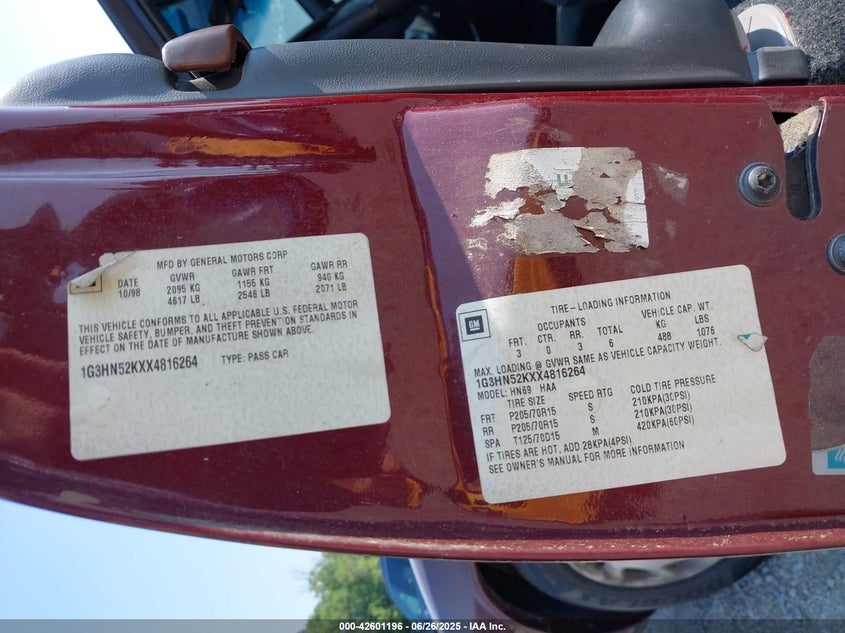 MFD BY GENERAL MOTORS CORP
DATE GVWR GAWR FRT GAWR RR
10/98 2095 KG 1155 KG 940 KG
4617 LB 2546 LB 2071 LB
THIS VEHICLE CONFORMS TO ALL APPLICABLE U.S. FEDERAL MOTOR
VEHICLE SAFETY, BUMPER, AND THEFT PREVENTION STANDARDS IN
EFFECT ON THE DATE OF MANUFACTURE SHOWN ABOVE.
1G3HN52KXX4816264 TYPE: PASS CAR
E
GM
TIRE-LOADING INFORMATION
OCCUPANTS VEHICLE CAP. WT.
FRT. CTR. RR. TOTAL KG LBS
3 0 3 6 488 1076
MAX. LOADING @ GVWR SAME AS VEHICLE CAPACITY WEIGHT.
1G3HN52KXX4816264
MODEL: HN69 HAA
TIRE SIZE SPEED RTG COLD TIRE PRESSURE
FRT P205/70R15 S 210KPA(30PSI)
RR P205/70R15 S 210KPA(30PSI)
SPA T125/70D15 M 420KPA(60PSI)
IF TIRES ARE HOT, ADD 28KPA(4PSI)
SEE OWNER'S MANUAL FOR MORE INFORMATION
000-42601196 - 06/26/2025 - IAA Inc.